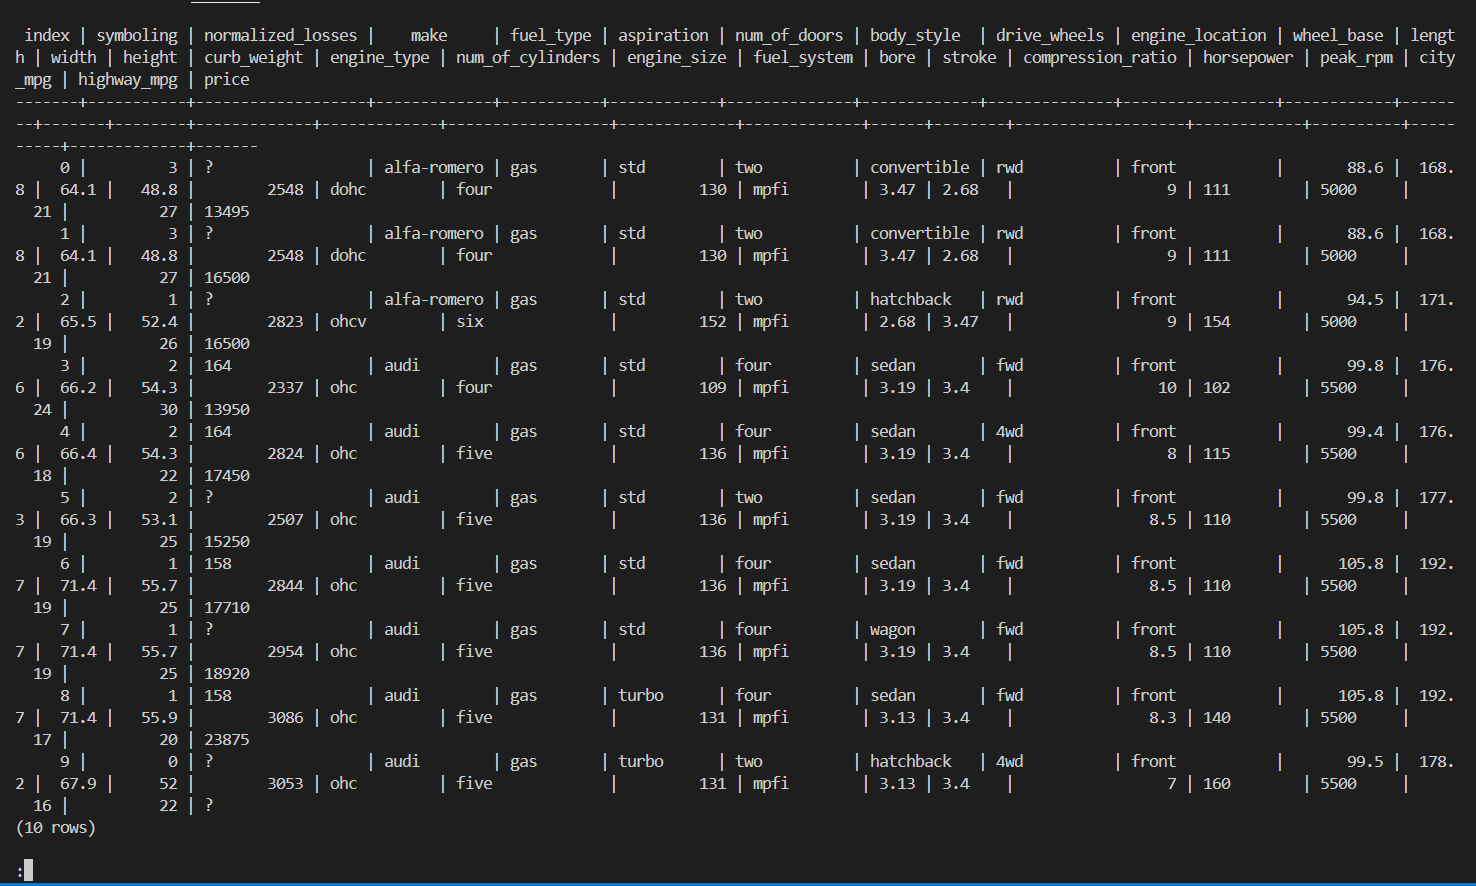 index | symboling | normalized_losses |    make     | fuel_type | aspiration | num_of_doors | body_style  | drive_wheels | engine_location | wheel_base | lengt
h | width | height | curb_weight | engine_type | num_of_cylinders | engine_size | fuel_system | bore | stroke | compression_ratio | horsepower | peak_rpm | city
_mpg | highway_mpg | price
-------+-----------+-------------------+-------------+-----------+------------+--------------+-------------+--------------+-----------------+------------+------
--+-------+--------+-------------+-------------+------------------+-------------+-------------+------+--------+-------------------+------------+----------+-----
-----+-------------+-------
     0 |         3 | ?                 | alfa-romero | gas       | std        | two          | convertible | rwd          | front           |       88.6 |  168.
8 |  64.1 |   48.8 |        2548 | dohc        | four             |         130 | mpfi        | 3.47 | 2.68   |                 9 | 111        | 5000     |
  21 |          27 | 13495
     1 |         3 | ?                 | alfa-romero | gas       | std        | two          | convertible | rwd          | front           |       88.6 |  168.
8 |  64.1 |   48.8 |        2548 | dohc        | four             |         130 | mpfi        | 3.47 | 2.68   |                 9 | 111        | 5000     |
  21 |          27 | 16500
     2 |         1 | ?                 | alfa-romero | gas       | std        | two          | hatchback   | rwd          | front           |       94.5 |  171.
2 |  65.5 |   52.4 |        2823 | ohcv        | six              |         152 | mpfi        | 2.68 | 3.47   |                 9 | 154        | 5000     |
  19 |          26 | 16500
     3 |         2 | 164               | audi        | gas       | std        | four         | sedan       | fwd          | front           |       99.8 |  176.
6 |  66.2 |   54.3 |        2337 | ohc         | four             |         109 | mpfi        | 3.19 | 3.4    |                10 | 102        | 5500     |
  24 |          30 | 13950
     4 |         2 | 164               | audi        | gas       | std        | four         | sedan       | 4wd          | front           |       99.4 |  176.
6 |  66.4 |   54.3 |        2824 | ohc         | five             |         136 | mpfi        | 3.19 | 3.4    |                 8 | 115        | 5500     |
  18 |          22 | 17450
     5 |         2 | ?                 | audi        | gas       | std        | two          | sedan       | fwd          | front           |       99.8 |  177.
3 |  66.3 |   53.1 |        2507 | ohc         | five             |         136 | mpfi        | 3.19 | 3.4    |               8.5 | 110        | 5500     |
  19 |          25 | 15250
     6 |         1 | 158               | audi        | gas       | std        | four         | sedan       | fwd          | front           |      105.8 |  192.
7 |  71.4 |   55.7 |        2844 | ohc         | five             |         136 | mpfi        | 3.19 | 3.4    |               8.5 | 110        | 5500     |
  19 |          25 | 17710
     7 |         1 | ?                 | audi        | gas       | std        | four         | wagon       | fwd          | front           |      105.8 |  192.
7 |  71.4 |   55.7 |        2954 | ohc         | five             |         136 | mpfi        | 3.19 | 3.4    |               8.5 | 110        | 5500     |
  19 |          25 | 18920
     8 |         1 | 158               | audi        | gas       | turbo      | four         | sedan       | fwd          | front           |      105.8 |  192.
7 |  71.4 |   55.9 |        3086 | ohc         | five             |         131 | mpfi        | 3.13 | 3.4    |               8.3 | 140        | 5500     |
  17 |          20 | 23875
     9 |         0 | ?                 | audi        | gas       | turbo      | two          | hatchback   | 4wd          | front           |       99.5 |  178.
2 |  67.9 |     52 |        3053 | ohc         | five             |         131 | mpfi        | 3.13 | 3.4    |                 7 | 160        | 5500     |
  16 |          22 | ?
(10 rows)
: